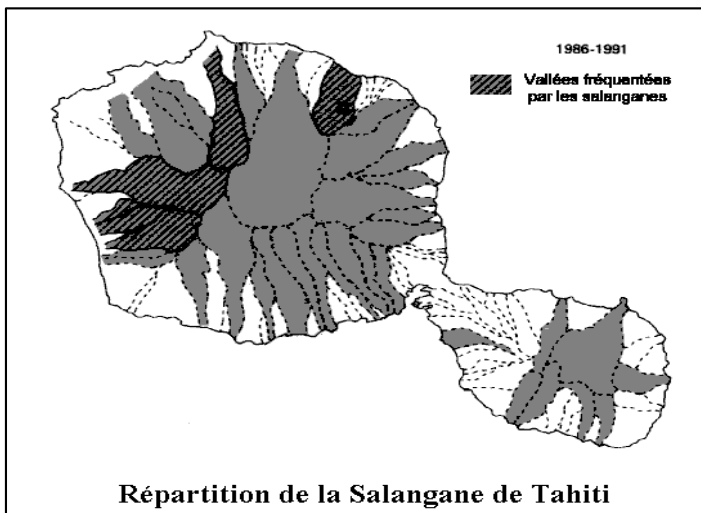 1986-1991
Vallées fréquentées
par les salanganes
Répartition de la Salangane de Tahiti